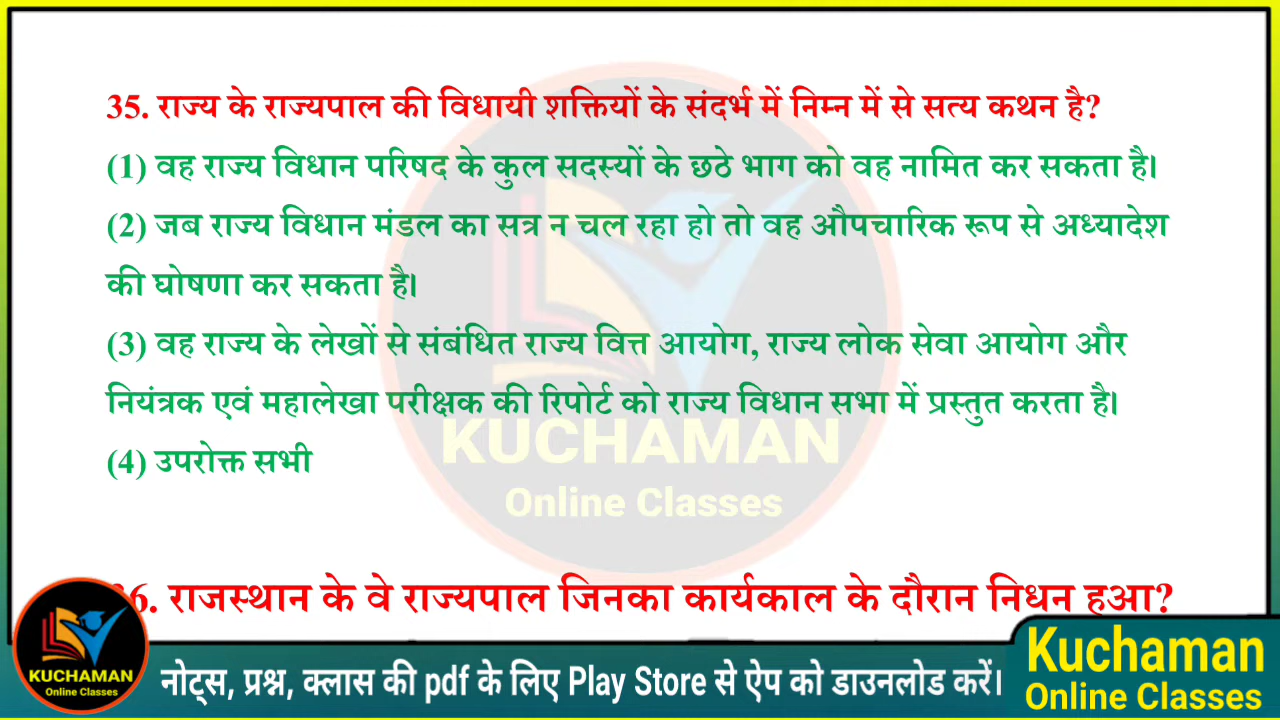 35. राज्य के राज्यपाल की विधायी शक्तियों के संदर्भ में निम्न में से सत्य कथन है?
(1) वह राज्य विधान परिषद के कुल सदस्यों के छठे भाग को वह नामित कर सकता है।
(2) जब राज्य विधान मंडल का सत्र न चल रहा हो तो वह औपचारिक रूप से अध्यादेश
की घोषणा कर सकता है।
(3) वह राज्य के लेखों से संबंधित राज्य वित्त आयोग, राज्य लोक सेवा आयोग और
नियंत्रक एवं महालेखा परीक्षक की रिपोर्ट को राज्य विधान सभा में प्रस्तुत करता है।
KUCHAMAN
(4) उपरोक्त सभी
Online Classes
36. राजस्थान के वे राज्यपाल जिनका कार्यकाल के दौरान निधन हुआ?
KUCHAMAN
Online Classes
नोट्स, प्रश्न, क्लास की pdf के लिए Play Store से ऐप को डाउनलोड करें।
Kuchaman
Online Classes